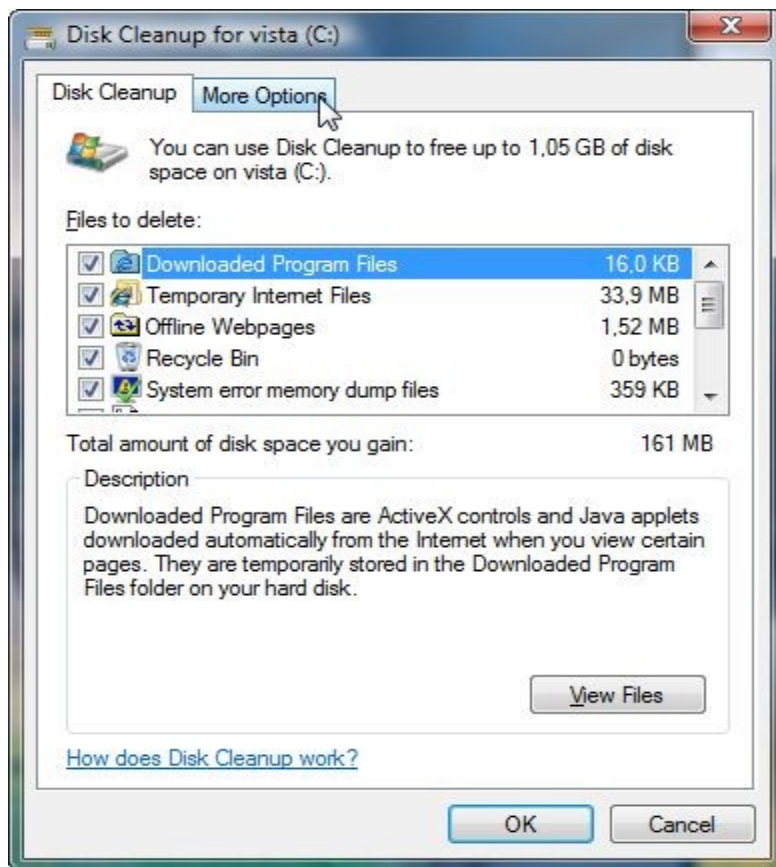 Disk Cleanup for vista (C:)
Disk Cleanup
More Options
You can use Disk Cleanup to free up to 1,05 GB of disk
space on vista (C:).
Files to delete:
Downloaded Program Files 16,0 KB
Temporary Internet Files 33,9 MB
Offline Webpages 1,52 MB
Recycle Bin 0 bytes
System error memory dump files 359 KB
Total amount of disk space you gain: 161 MB
Description
Downloaded Program Files are ActiveX controls and Java applets
downloaded automatically from the Internet when you view certain
pages. They are temporarily stored in the Downloaded Program
Files folder on your hard disk.
View Files
How does Disk Cleanup work?
OK Cancel